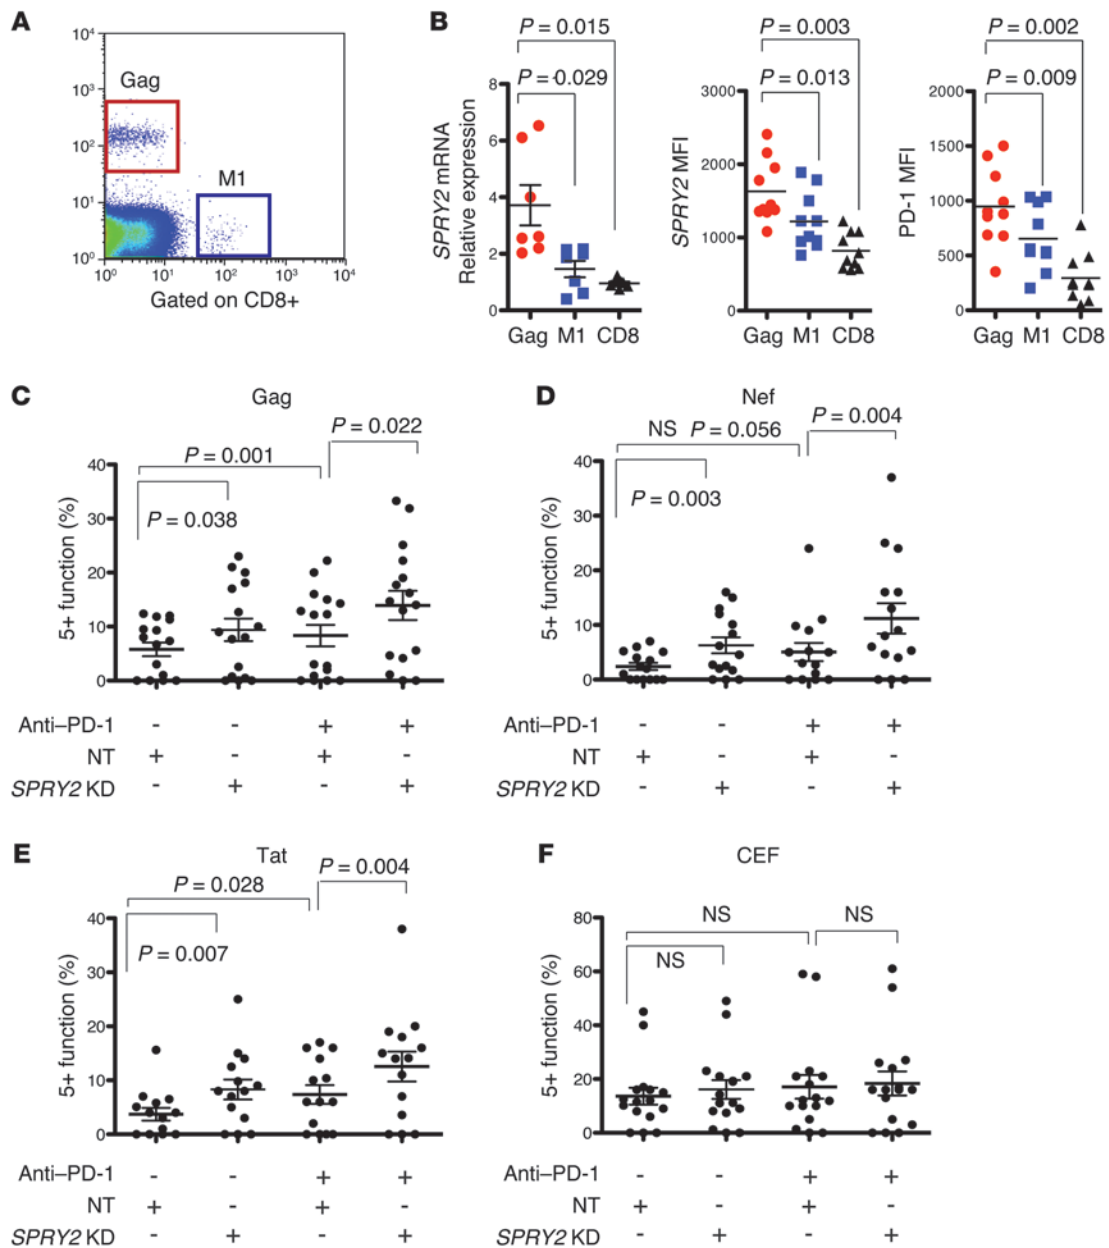 A
10⁴
10³
10²
10¹
10⁰
Gag
M1
10⁰ 10¹ 10² 10³ 10⁴
Gated on CD8+
B
P = 0.015
P = 0.029
SPRY2 mRNA
Relative expression
8
6
4
2
0
Gag M1 CD8
P = 0.003
P = 0.013
SPRY2 MFI
3000
2000
1000
0
Gag M1 CD8
P = 0.002
P = 0.009
PD-1 MFI
2000
1500
1000
500
0
Gag M1 CD8
C
Gag
P = 0.022
P = 0.001
P = 0.038
5+ function (%)
40
30
20
10
0
Anti–PD-1 - - + +
NT + - + -
SPRY2 KD - + - +
D
Nef
P = 0.004
NS P = 0.056
P = 0.003
5+ function (%)
40
30
20
10
0
Anti–PD-1 - - + +
NT + - + -
SPRY2 KD - + - +
E
Tat
P = 0.004
P = 0.028
P = 0.007
5+ function (%)
40
30
20
10
0
Anti–PD-1 - - + +
NT + - + -
SPRY2 KD - + - +
F
CEF
NS NS
NS
5+ function (%)
80
60
40
20
0
Anti–PD-1 - - + +
NT + - + -
SPRY2 KD - + - +